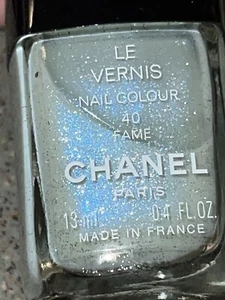 LE
VERNIS
NAIL COLOUR
40
FAME
CHANEL
PARIS
13 ml 0.4 FL.OZ.
MADE IN FRANCE